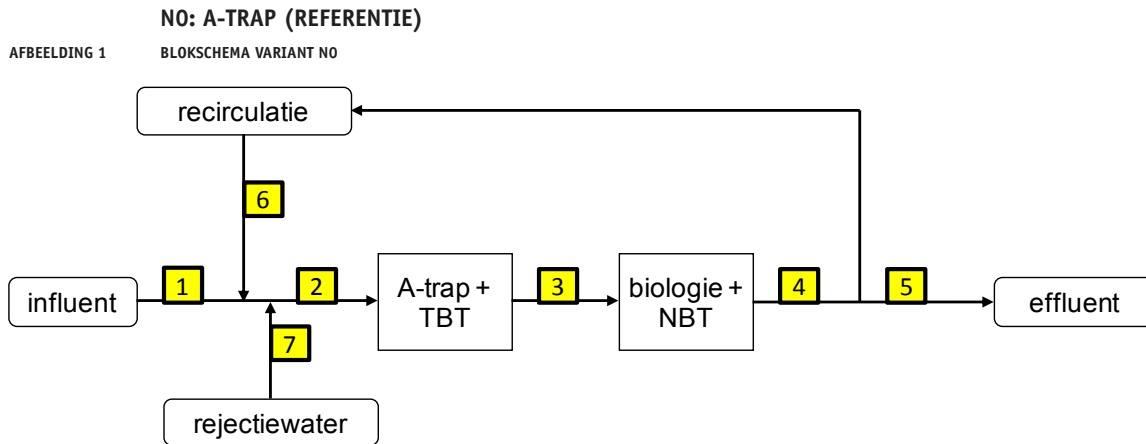 N0: A-TRAP (REFERENTIE)
AFBEELDING 1 BLOKSCHEMA VARIANT N0
recirculatie
6
influent
1
2
A-trap +
TBT
3
biologie +
NBT
4
5
effluent
7
rejectiewater